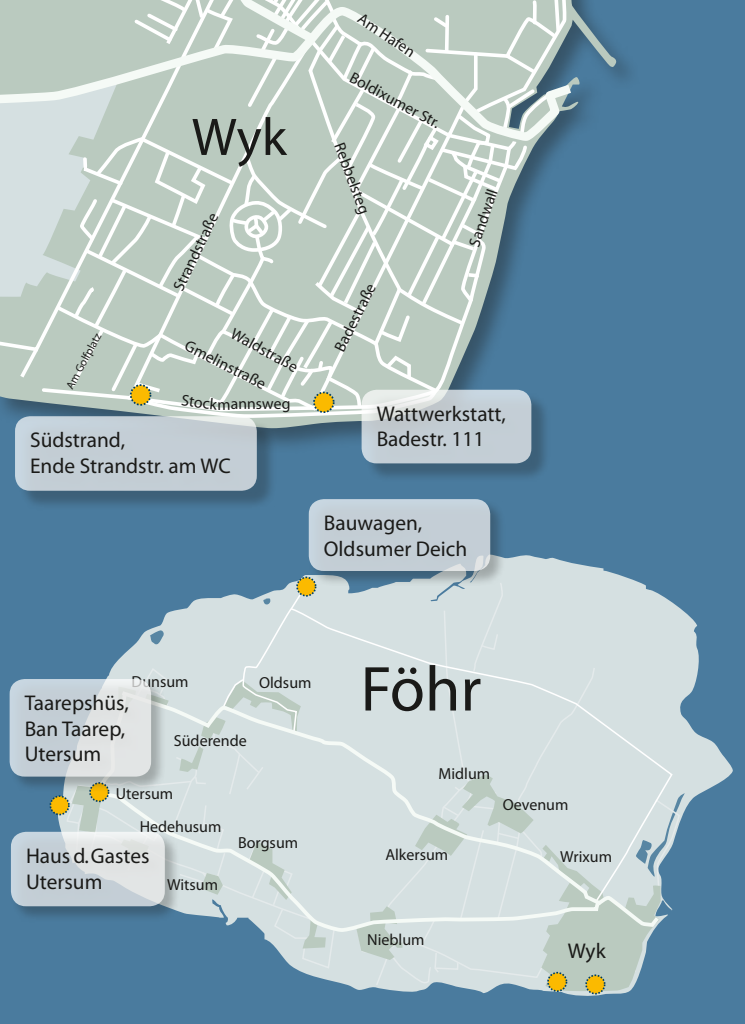 Am Hafen
Boldixumer Str.
Wyk
Rebbelsteg
Sandwall
Strandstraße
Badestraße
Waldstraße
Gmelinstraße
Am Golfplatz
Stockmannsweg
Wattwerkstatt,
Badestr. 111
Südstrand,
Ende Strandstr. am WC
Bauwagen,
Oldsumer Deich
Föhr
Dunsum
Oldsum
Taarepshüs,
Ban Taarep,
Utersum
Süderende
Midlum
Utersum
Oevenum
Hedehusum
Borgsum
Alkersum
Wrixum
Haus d. Gastes
Utersum
Witsum
Nieblum
Wyk